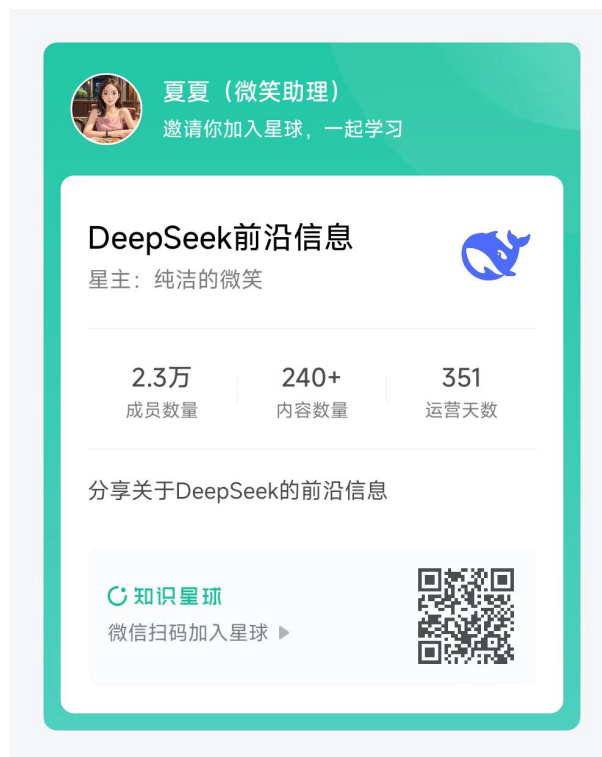 夏夏（微笑助理）
邀请你加入星球，一起学习
DeepSeek前沿信息
星主：纯洁的微笑
2.3万 240+ 351
成员数量 内容数量 运营天数
分享关于DeepSeek的前沿信息
知识星球
微信扫码加入星球